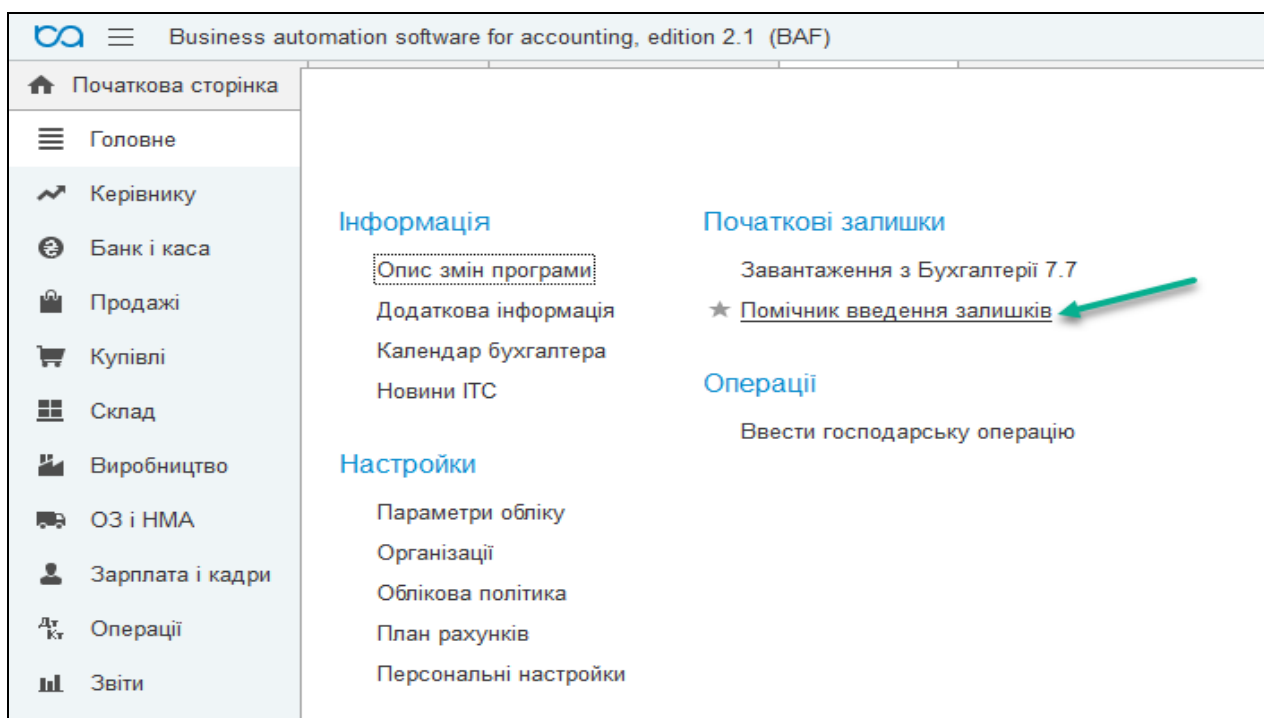 Business automation software for accounting, edition 2.1 (BAF)
Початкова сторінка
Головне
Керівнику
Банк і каса
Продажі
Купівлі
Склад
Виробництво
ОЗ і НМА
Зарплата і кадри
Операції
Звіти
Інформація
Опис змін програми
Додаткова інформація
Календар бухгалтера
Новини ІТС
Настройки
Параметри обліку
Організації
Облікова політика
План рахунків
Персональні настройки
Початкові залишки
Завантаження з Бухгалтерії 7.7
Помічник введення залишків
Операції
Ввести господарську операцію